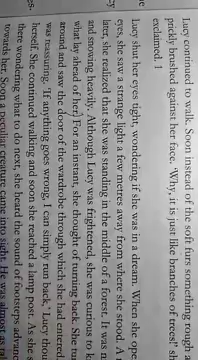 Lucy continued to walk. Soon instead of the soft furs something rough a
prickly brushed against her face. 'Why, it is just like branches of trees!' s
exclaimed. 1
Lucy shut her eyes tight, wondering if she was in a dream. When she ope
eyes, she saw a strange light a few metres away from where she stood. A
later, she realized that she was standing in the middle of a forest. It was n
and snowing heavily. Although Lucy was frightened, she was curious to k
what lay ahead of her. For an instant, she thought of turning back. She tu
around and saw the door of the wardrobe through which she had entered
was reassuring. 'If anything goes wrong, I can simply run back,' Lucy thou
herself. She continued walking and soon she reached a lamp post. As she s
there wondering what to do next, she heard the sound of footsteps advanc
towards her. Soon a peculiar creature came into sight. He was almost as tal